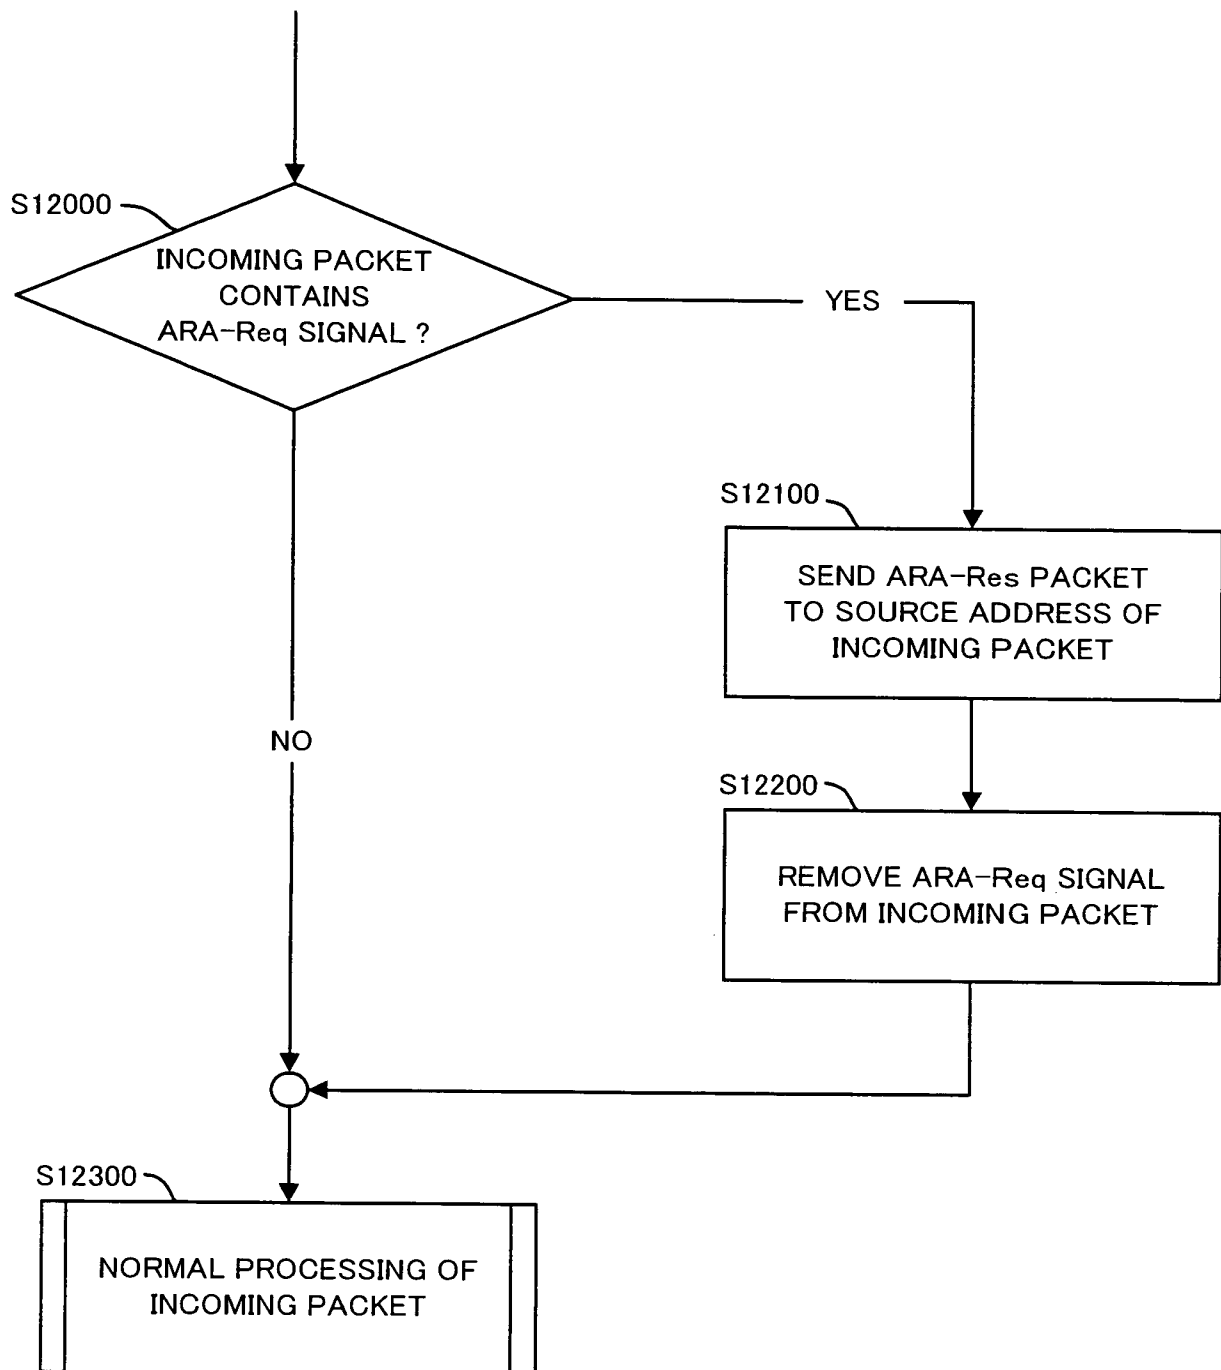 S12000
INCOMING PACKET
CONTAINS
ARA-Req SIGNAL ?
YES
S12100
SEND ARA-Res PACKET
TO SOURCE ADDRESS OF
INCOMING PACKET
NO
S12200
REMOVE ARA-Req SIGNAL
FROM INCOMING PACKET
S12300
NORMAL PROCESSING OF
INCOMING PACKET